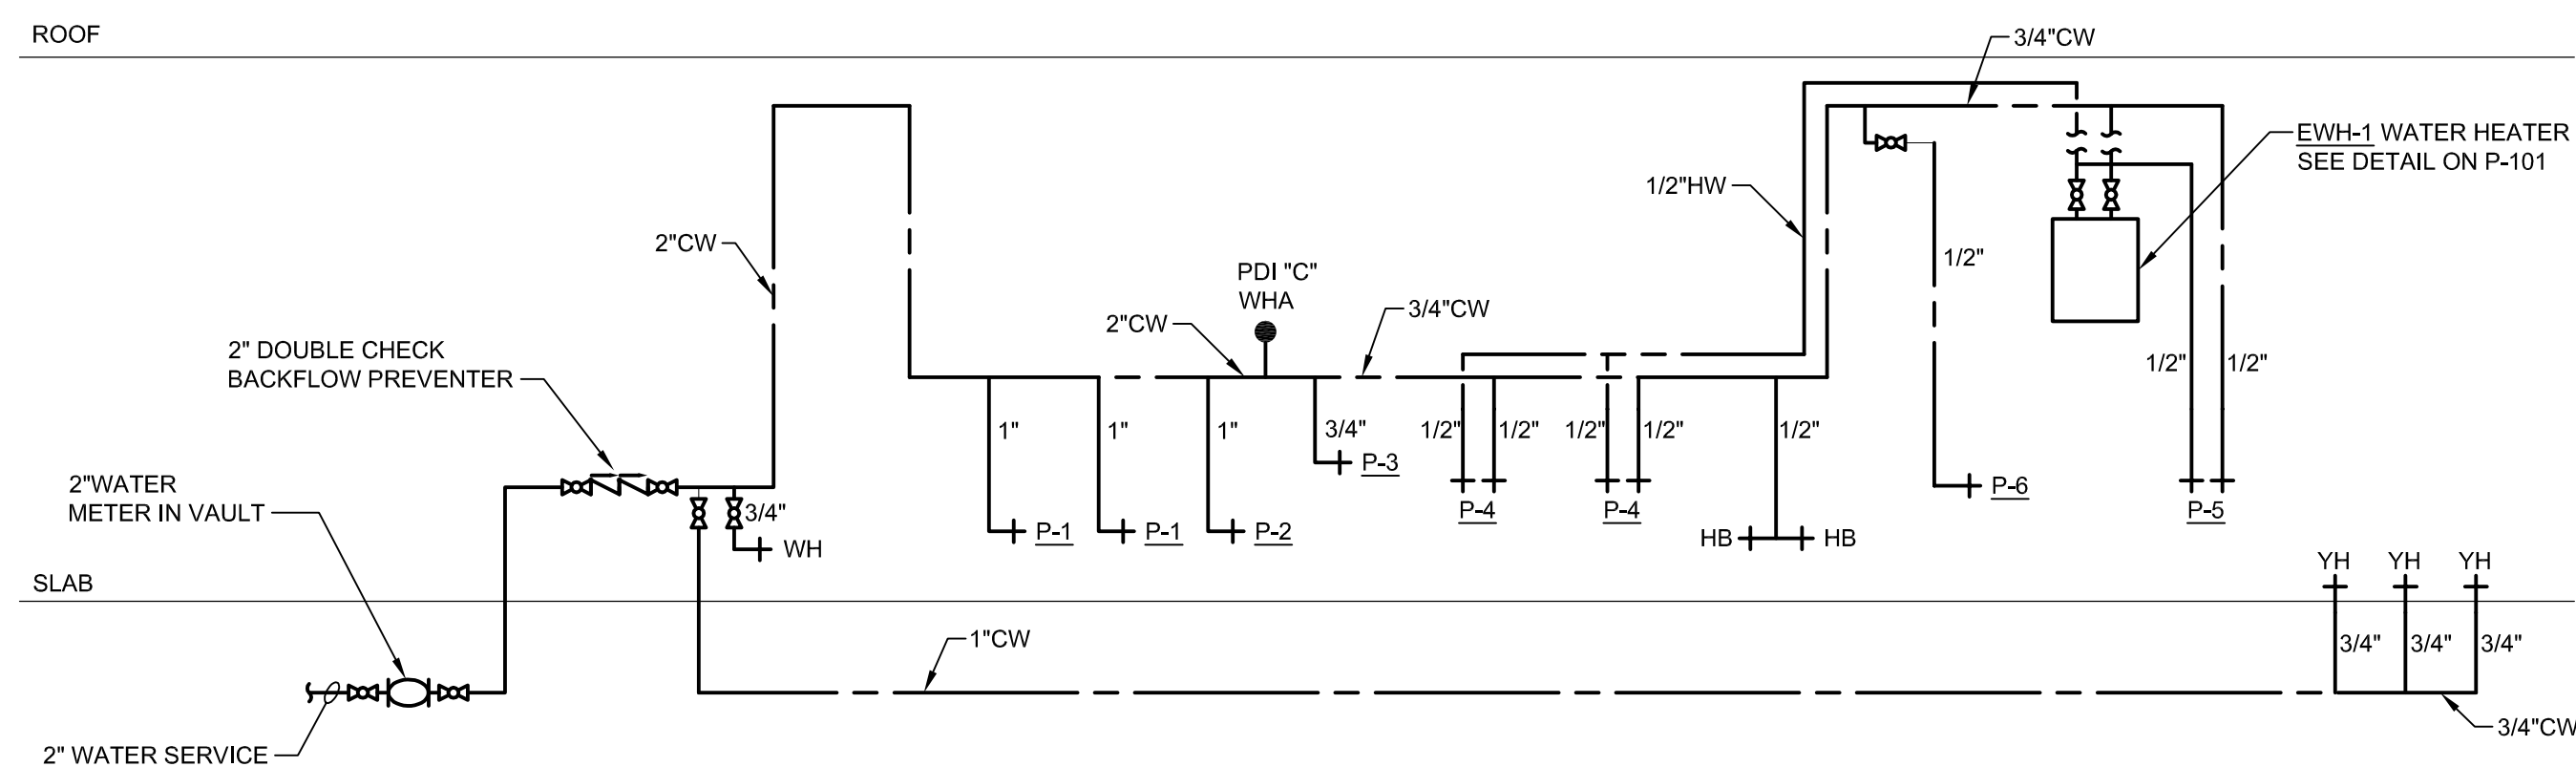 ROOF
3/4"CW
EWH-1 WATER HEATER
SEE DETAIL ON P-101
1/2"HW
2"CW
1/2"
PDI "C"
WHA
2"CW
3/4"CW
2" DOUBLE CHECK
BACKFLOW PREVENTER
1/2"
1/2"
1"
1"
1"
3/4"
1/2"
1/2"
1/2"
1/2"
1/2"
P-3
2"WATER
METER IN VAULT
3/4"
P-6
WH
P-1
P-1
P-2
P-4
P-4
P-5
HB
HB
SLAB
YH
YH
YH
1"CW
3/4"
3/4"
3/4"
2" WATER SERVICE
3/4"CW